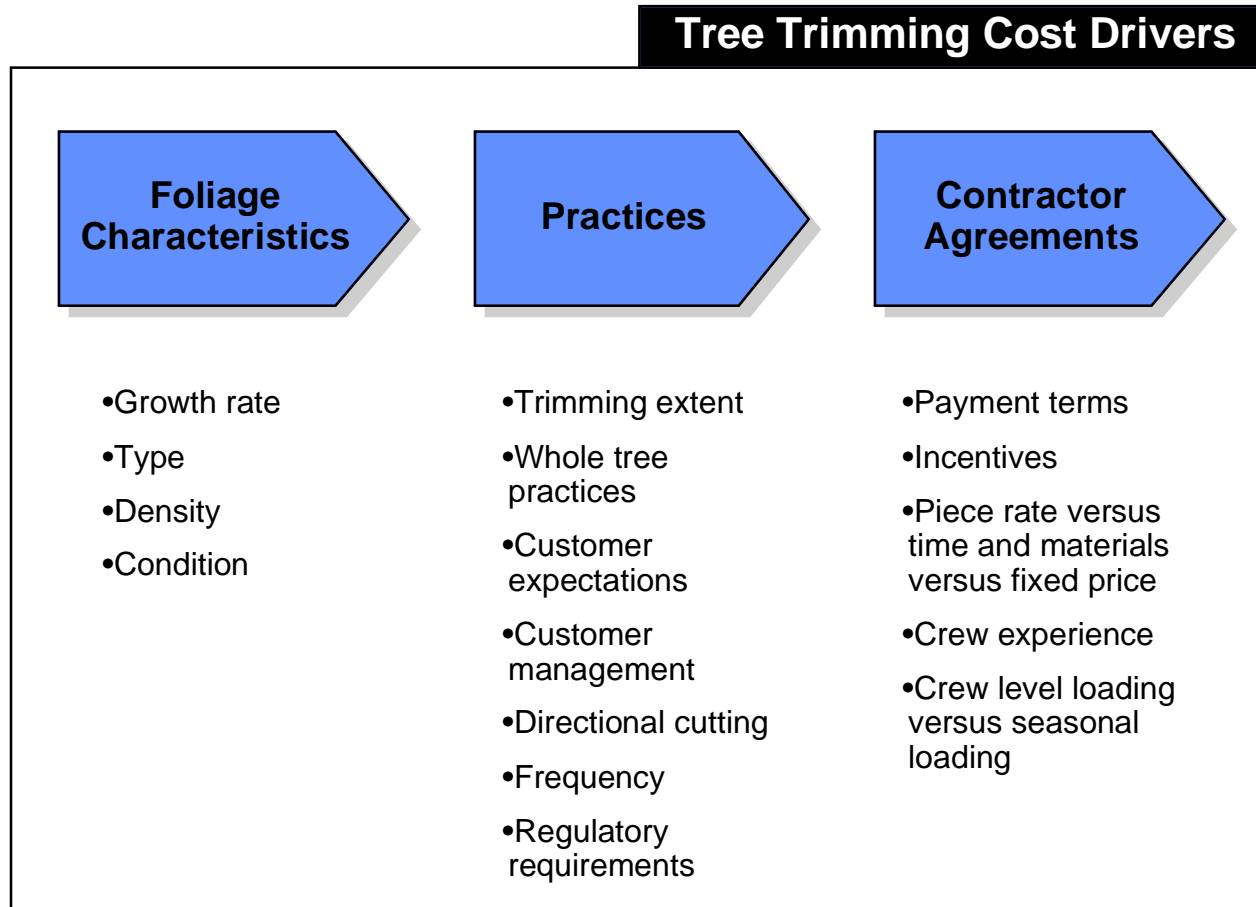 Tree Trimming Cost Drivers
Foliage
Characteristics
Practices
Contractor
Agreements
•Growth rate
•Type
•Density
•Condition
•Trimming extent
•Whole tree
practices
•Customer
expectations
•Customer
management
•Directional cutting
•Frequency
•Regulatory
requirements
•Payment terms
•Incentives
•Piece rate versus
time and materials
versus fixed price
•Crew experience
•Crew level loading
versus seasonal
loading